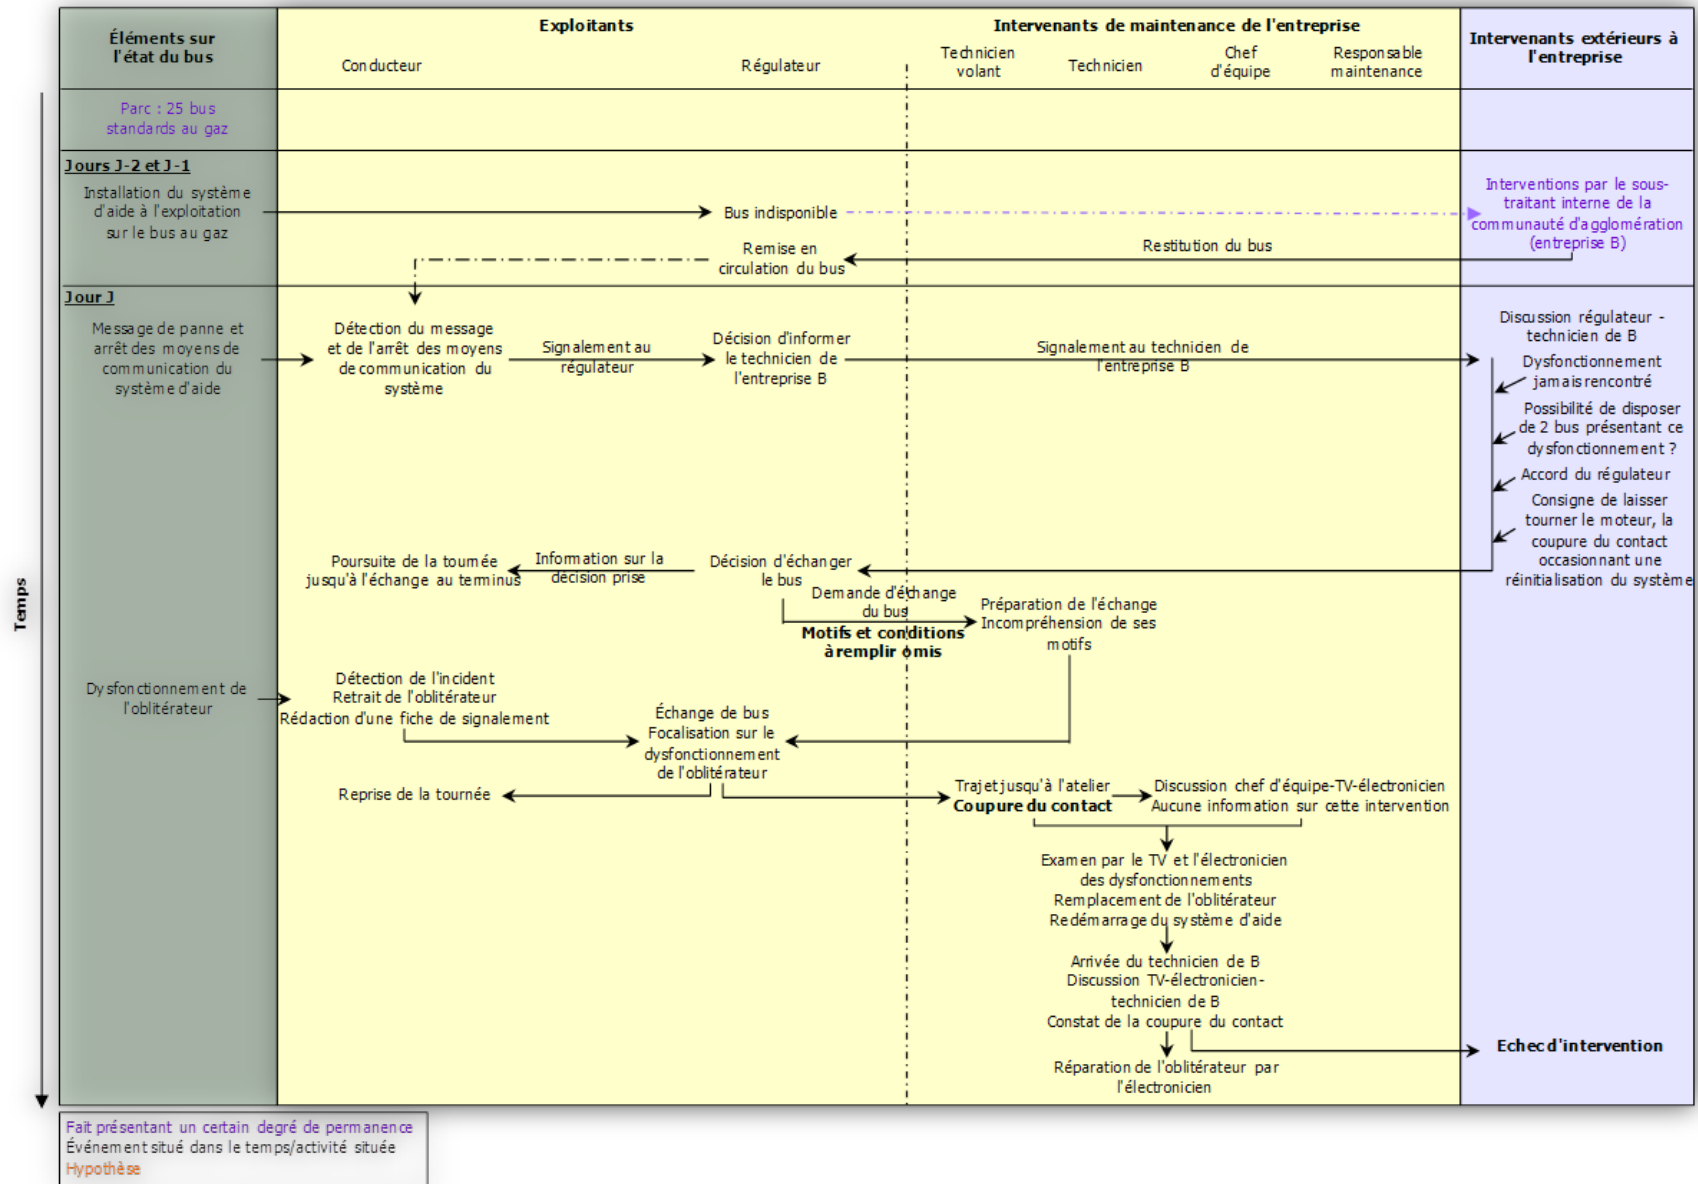 Éléments sur
l'état du bus
Exploitants
Conducteur
Régulateur
Intervenants de maintenance de l'entreprise
Technicien
volant
Technicien
Chef
d'équipe
Responsable
maintenance
Intervenants extérieurs à
l'entreprise
Temps
Parc : 25 bus
standards au gaz
Jours J-2 et J-1
Installation du système
d'aide à l'exploitation
sur le bus au gaz
Bus indisponible
Interventions par le sous-
traitant interne de la
communauté d'agglomération
(entreprise B)
Restitution du bus
Remise en
circulation du bus
Jour J
Message de panne et
arrêt des moyens de
communication du
système d'aide
Détection du message
et de l'arrêt des moyens
de communication du
système
Signalement au
régulateur
Décision d'informer
le technicien de
l'entreprise B
Signalement au technicien de
l'entreprise B
Discussion régulateur -
technicien de B
Dysfonctionnement
jamais rencontré
Possibilité de disposer
de 2 bus présentant ce
dysfonctionnement ?
Accord du régulateur
Consigne de laisser
tourner le moteur, la
coupure du contact
occasionnant une
réinitialisation du système
Décision d'échanger
le bus
Information sur la
décision prise
Poursuite de la tournée
jusqu'à l'échange au terminus
Demande d'échange
du bus
Motifs et conditions
à remplir omis
Préparation de l'échange
Incompréhension de ses
motifs
Dysfonctionnement de
l'oblitérateur
Détection de l'incident
Retrait de l'oblitérateur
Rédaction d'une fiche de signalement
Échange de bus
Focalisation sur le
dysfonctionnement
de l'oblitérateur
Reprise de la tournée
Trajet jusqu'à l'atelier
Coupure du contact
Discussion chef d'équipe-TV-électronicien
Aucune information sur cette intervention
Examen par le TV et l'électronicien
des dysfonctionnements
Remplacement de l'oblitérateur
Redémarrage du système d'aide
Arrivée du technicien de B
Discussion TV-électronicien-
technicien de B
Constat de la coupure du contact
Echec d'intervention
Réparation de l'oblitérateur par
l'électronicien
Fait présentant un certain degré de permanence
Événement situé dans le temps/activité située
Hypothèse